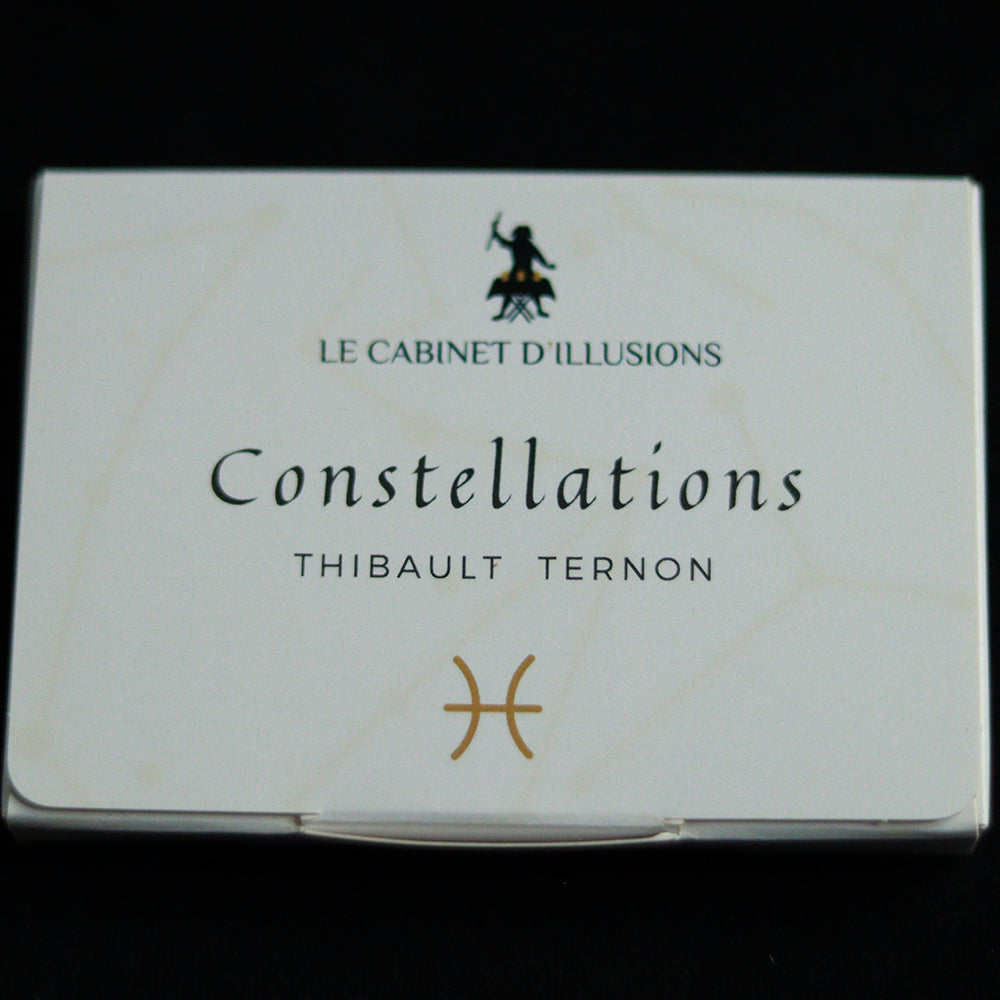 LE CABINET D'ILLUSIONS
Constellations
THIBAULT TERNON